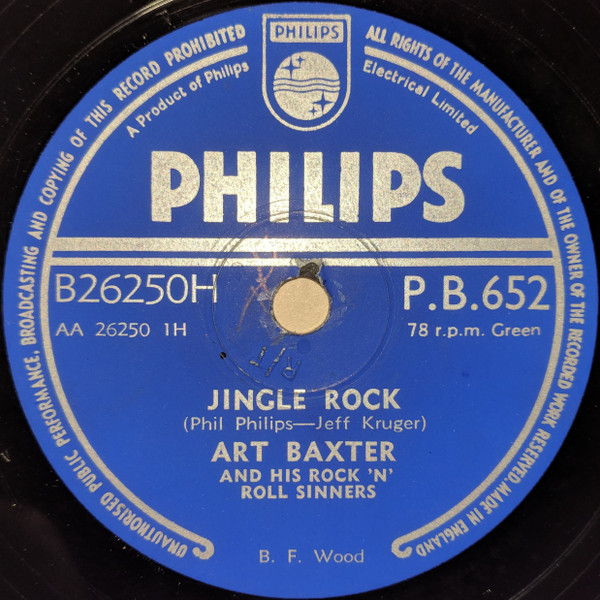 PHILIPS
UNAUTHORISED PUBLIC PERFORMANCE, BROADCASTING AND COPYING OF THIS RECORD PROHIBITED
ALL RIGHTS OF THE MANUFACTURER AND OF THE OWNER OF THE RECORDED WORK RESERVED. MADE IN ENGLAND
A Product of Philips
Electrical Limited
PHILIPS
B26250H
P.B.652
AA 26250 1H
78 r.p.m. Green
JINGLE ROCK
(Phil Philips—Jeff Kruger)
ART BAXTER
AND HIS ROCK 'N'
ROLL SINNERS
B. F. Wood